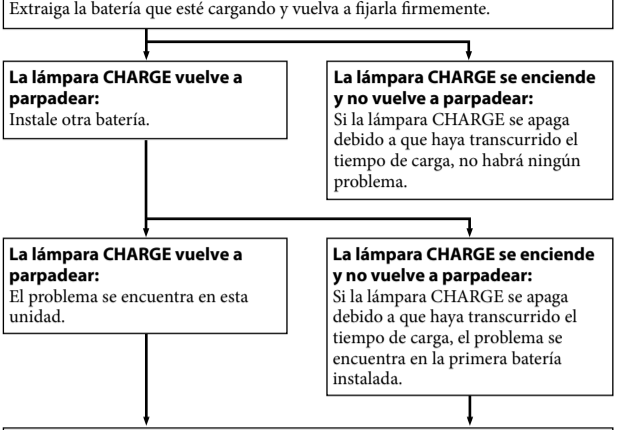 Extraiga la batería que esté cargando y vuelva a fijarla firmemente.
La lámpara CHARGE vuelve a
parpadear:
Instale otra batería.
La lámpara CHARGE se enciende
y no vuelve a parpadear:
Si la lámpara CHARGE se apaga
debido a que haya transcurrido el
tiempo de carga, no habrá ningún
problema.
La lámpara CHARGE vuelve a
parpadear:
El problema se encuentra en esta
unidad.
La lámpara CHARGE se enciende
y no vuelve a parpadear:
Si la lámpara CHARGE se apaga
debido a que haya transcurrido el
tiempo de carga, el problema se
encuentra en la primera batería
instalada.